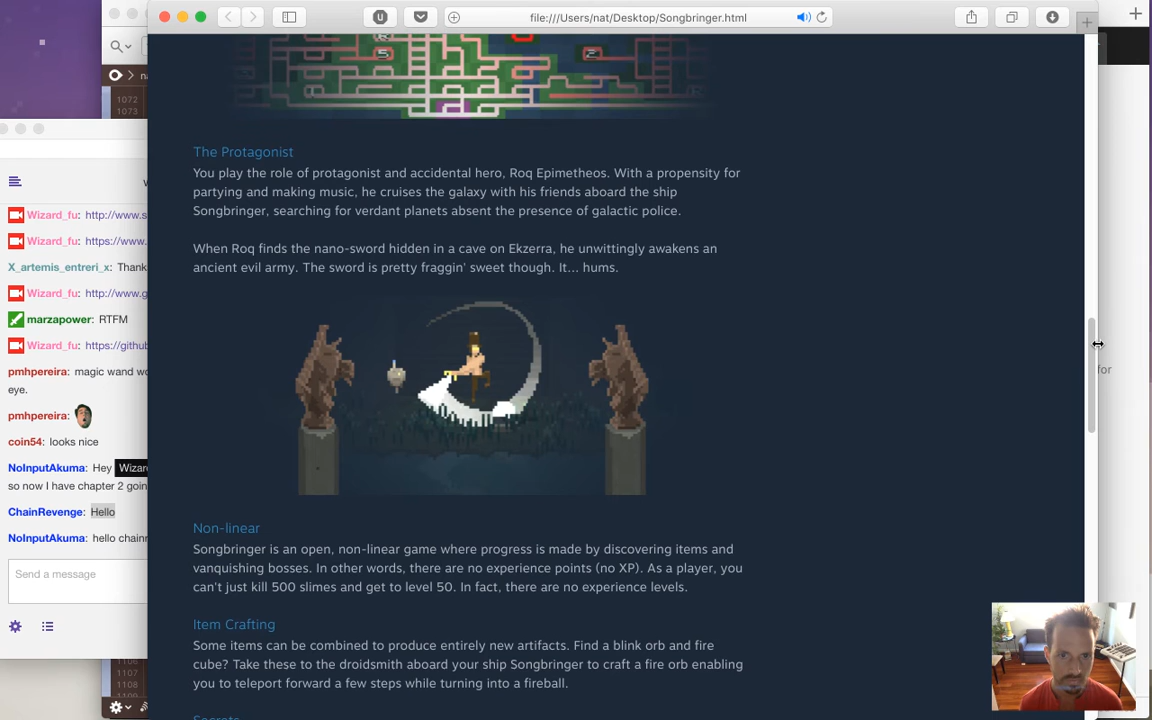 file:///Users/nat/Desktop/Songbringer.html
1072
1073
Wizard_fu: http://www.s
Wizard_fu: https://www.
X_artemis_entreri_x: Thank
Wizard_fu: http://www.g
marzapower: RTFM
Wizard_fu: https://github
pmhpereira: magic wand wo
eye.
pmhpereira:
coin54: looks nice
NoInputAkuma: Hey Wizar
so now I have chapter 2 goin
ChainRevenge: Hello
NoInputAkuma: hello chainr
Send a message
1106
5
2
The Protagonist
You play the role of protagonist and accidental hero, Roq Epimetheos. With a propensity for
partying and making music, he cruises the galaxy with his friends aboard the ship
Songbringer, searching for verdant planets absent the presence of galactic police.
When Roq finds the nano-sword hidden in a cave on Ekzerra, he unwittingly awakens an
ancient evil army. The sword is pretty fraggin' sweet though. It... hums.
Non-linear
Songbringer is an open, non-linear game where progress is made by discovering items and
vanquishing bosses. In other words, there are no experience points (no XP). As a player, you
can't just kill 500 slimes and get to level 50. In fact, there are no experience levels.
Item Crafting
Some items can be combined to produce entirely new artifacts. Find a blink orb and fire
cube? Take these to the droidsmith aboard your ship Songbringer to craft a fire orb enabling
you to teleport forward a few steps while turning into a fireball.
Secrets
for